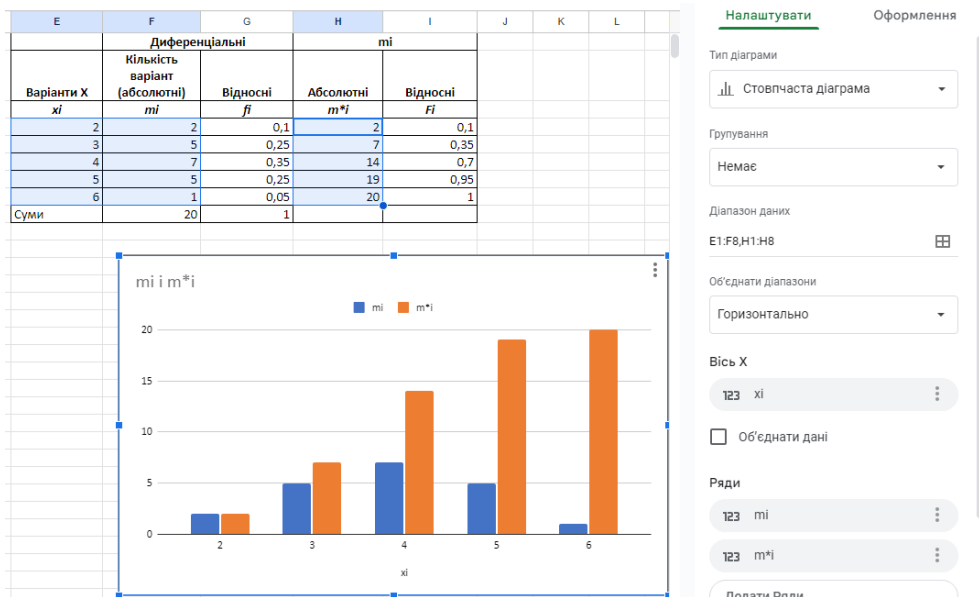 E F G H I J K L
Диференціальні mi
Варіанти X Кількість варіант (абсолютні) Відносні Абсолютні Відносні
xi mi fi m*i Fi
2 2 0,1 2 0,1
3 5 0,25 7 0,35
4 7 0,35 14 0,7
5 5 0,25 19 0,95
6 1 0,05 20 1
Суми 20 1
mi і m*i
mi m*i
20
15
10
5
0
2 3 4 5 6
xi
Налаштувати Оформлення
Тип діаграми
Стовпчаста діаграма
Групування
Немає
Діапазон даних
E1:F8,H1:H8
Об'єднати діапазони
Горизонтально
Вісь X
123 xi
Об'єднати дані
Ряди
123 mi
123 m*i
Додати Ряди